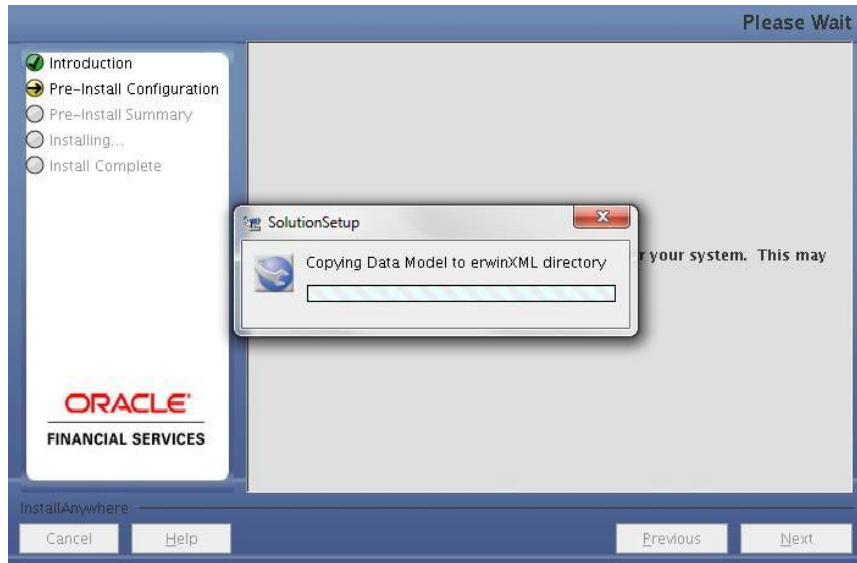 Please Wait
Introduction
Pre-Install Configuration
Pre-Install Summary
Installing...
Install Complete
SolutionSetup
Copying Data Model to erwinXML directory
r your system. This may
ORACLE'
FINANCIAL SERVICES
InstallAnywhere
Cancel
Help
Previous
Next